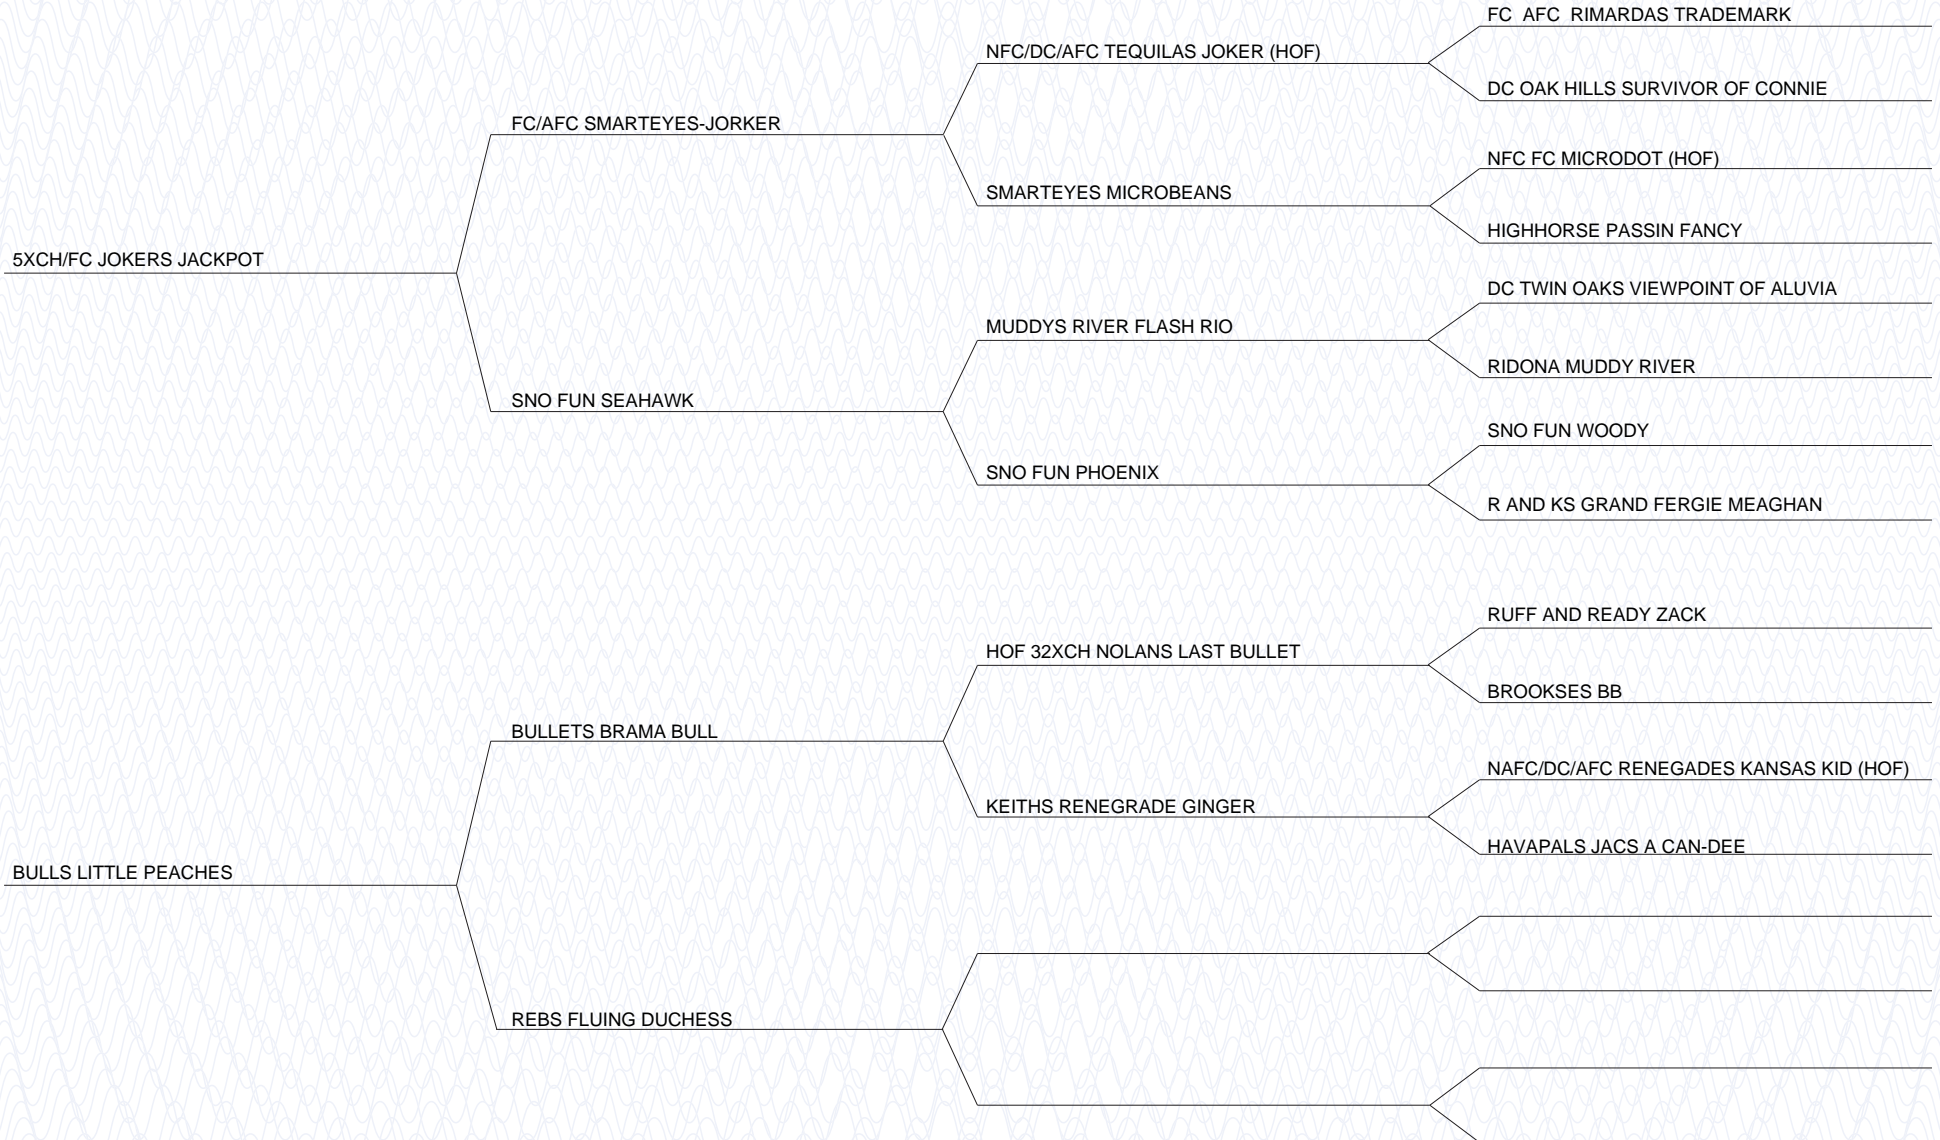 FC  AFC  RIMARDAS TRADEMARK
NFC/DC/AFC TEQUILAS JOKER (HOF)
DC OAK HILLS SURVIVOR OF CONNIE
FC/AFC SMARTEYES-JORKER
NFC FC MICRODOT (HOF)
SMARTEYES MICROBEANS
HIGHHORSE PASSIN FANCY
5XCH/FC JOKERS JACKPOT
DC TWIN OAKS VIEWPOINT OF ALUVIA
MUDDYS RIVER FLASH RIO
RIDONA MUDDY RIVER
SNO FUN SEAHAWK
SNO FUN WOODY
SNO FUN PHOENIX
R AND KS GRAND FERGIE MEAGHAN
RUFF AND READY ZACK
HOF 32XCH NOLANS LAST BULLET
BROOKSES BB
BULLETS BRAMA BULL
NAFC/DC/AFC RENEGADES KANSAS KID (HOF)
KEITHS RENEGRADE GINGER
HAVAPALS JACS A CAN-DEE
BULLS LITTLE PEACHES
REBS FLUING DUCHESS